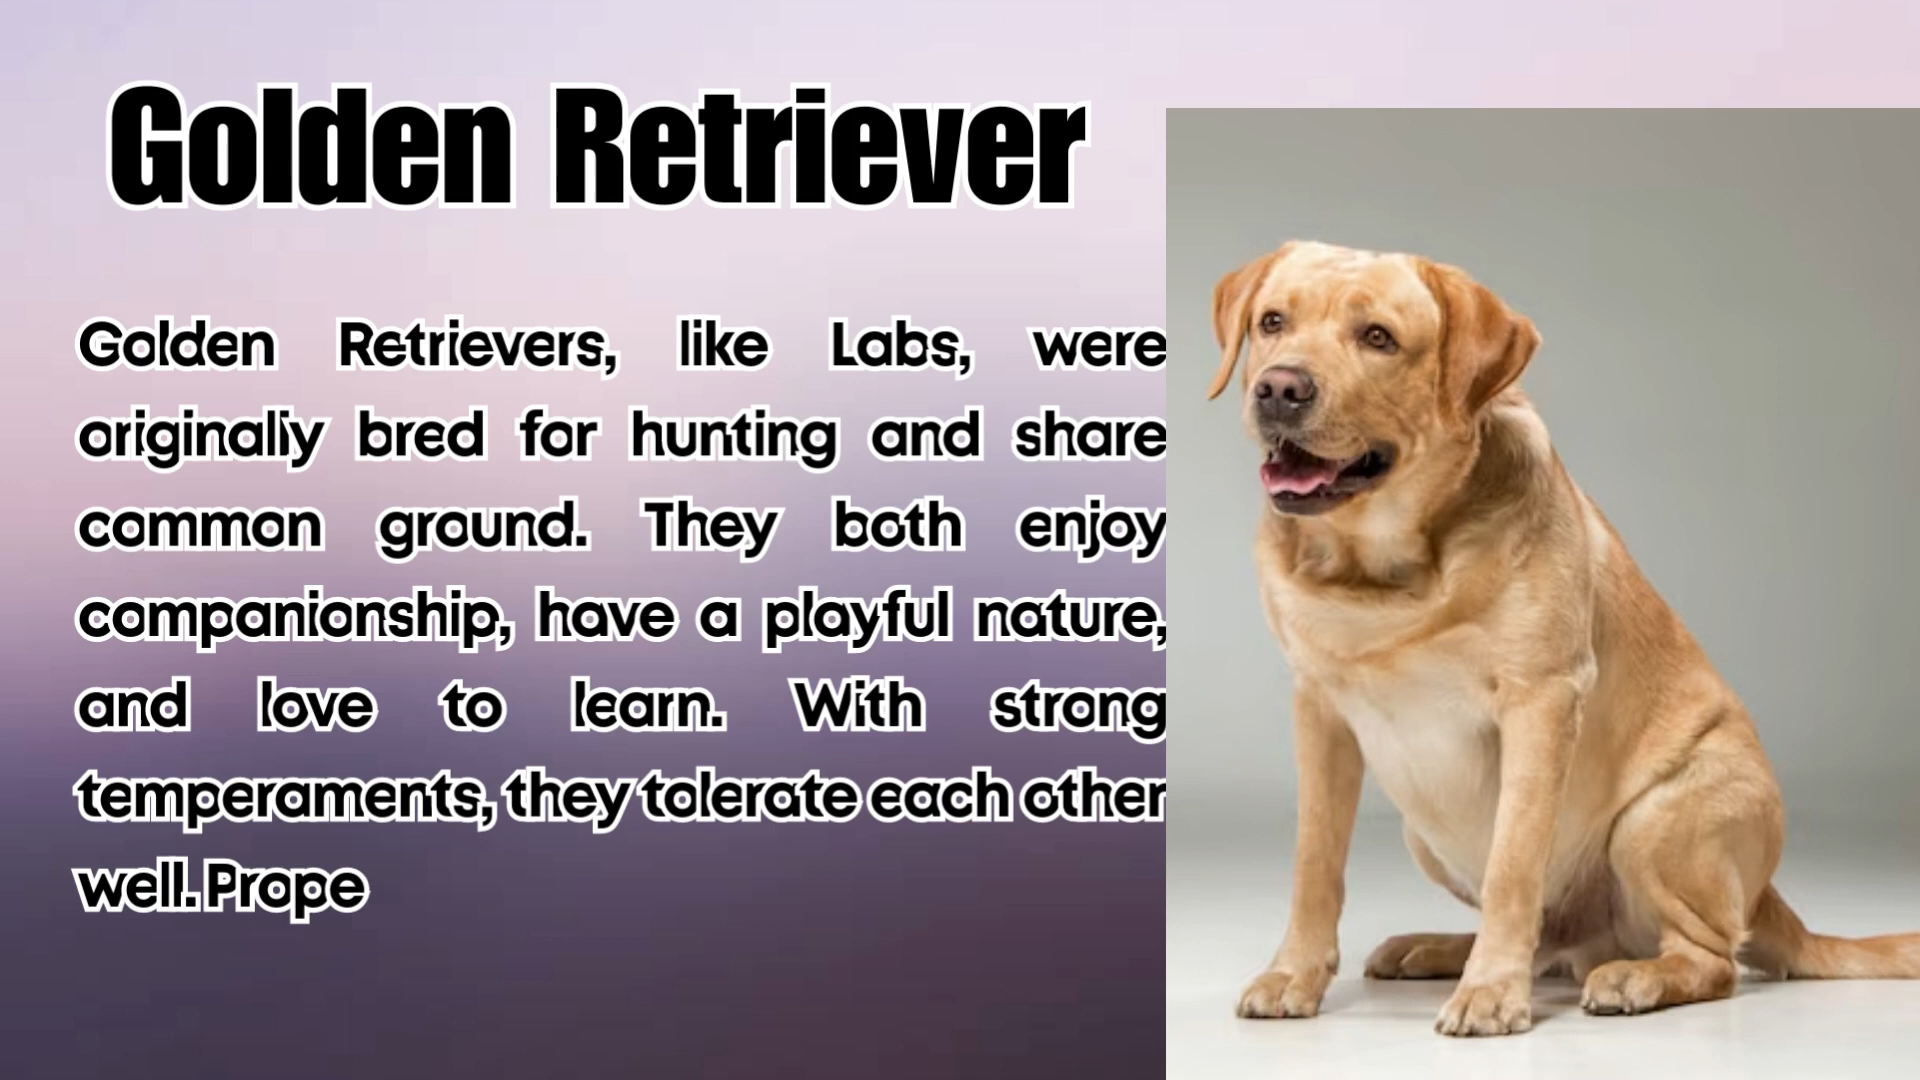 Golden Retriever
Golden Retrievers, like Labs, were
originally bred for hunting and share
common ground. They both enjoy
companionship, have a playful nature,
and love to learn. With strong
temperaments, they tolerate each other
well. Prope